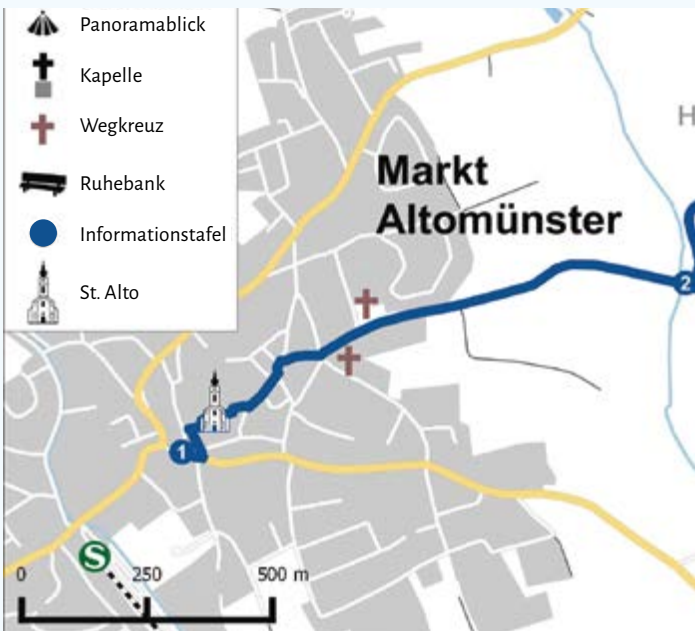 Panoramablick
Kapelle
Wegkreuz
Ruhebank
Informationstafel
St. Alto
Markt
Altomünster
H
2
1
S
0 250 500 m